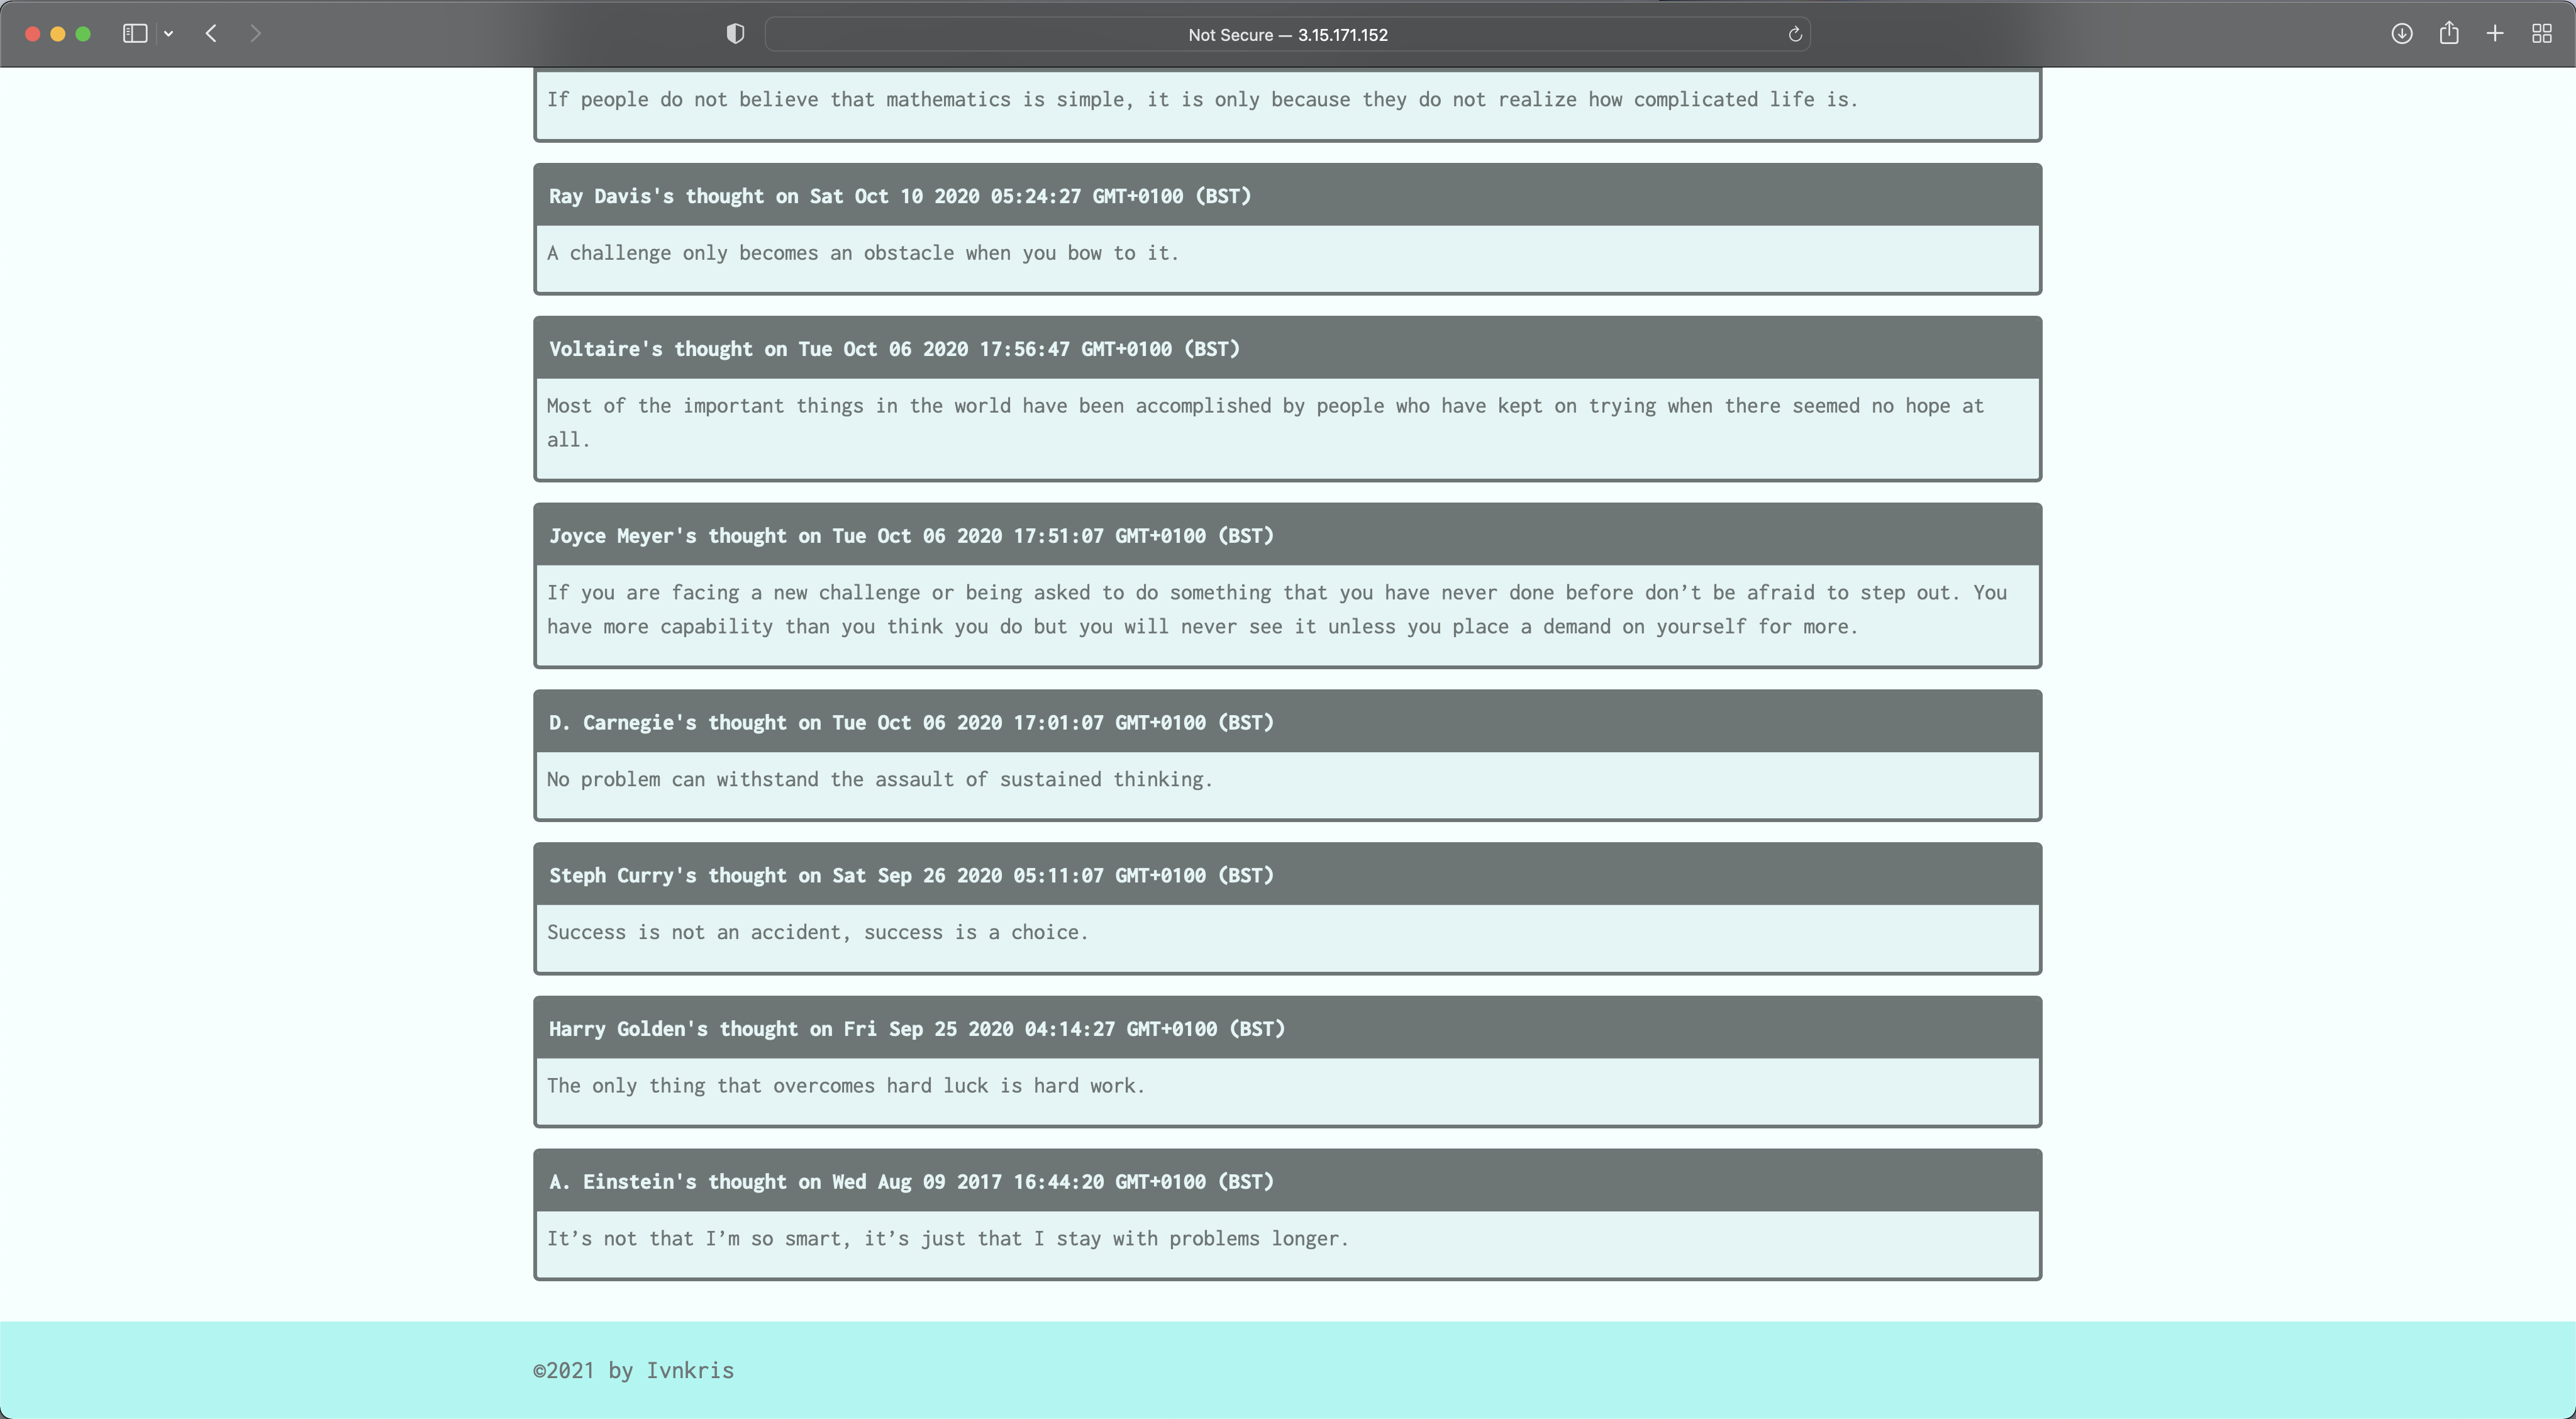 Not Secure — 3.15.171.152
If people do not believe that mathematics is simple, it is only because they do not realize how complicated life is.
Ray Davis's thought on Sat Oct 10 2020 05:24:27 GMT+0100 (BST)
A challenge only becomes an obstacle when you bow to it.
Voltaire's thought on Tue Oct 06 2020 17:56:47 GMT+0100 (BST)
Most of the important things in the world have been accomplished by people who have kept on trying when there seemed no hope at
all.
Joyce Meyer's thought on Tue Oct 06 2020 17:51:07 GMT+0100 (BST)
If you are facing a new challenge or being asked to do something that you have never done before don’t be afraid to step out. You
have more capability than you think you do but you will never see it unless you place a demand on yourself for more.
D. Carnegie's thought on Tue Oct 06 2020 17:01:07 GMT+0100 (BST)
No problem can withstand the assault of sustained thinking.
Steph Curry's thought on Sat Sep 26 2020 05:11:07 GMT+0100 (BST)
Success is not an accident, success is a choice.
Harry Golden's thought on Fri Sep 25 2020 04:14:27 GMT+0100 (BST)
The only thing that overcomes hard luck is hard work.
A. Einstein's thought on Wed Aug 09 2017 16:44:20 GMT+0100 (BST)
It’s not that I’m so smart, it’s just that I stay with problems longer.
©2021 by Ivnkris